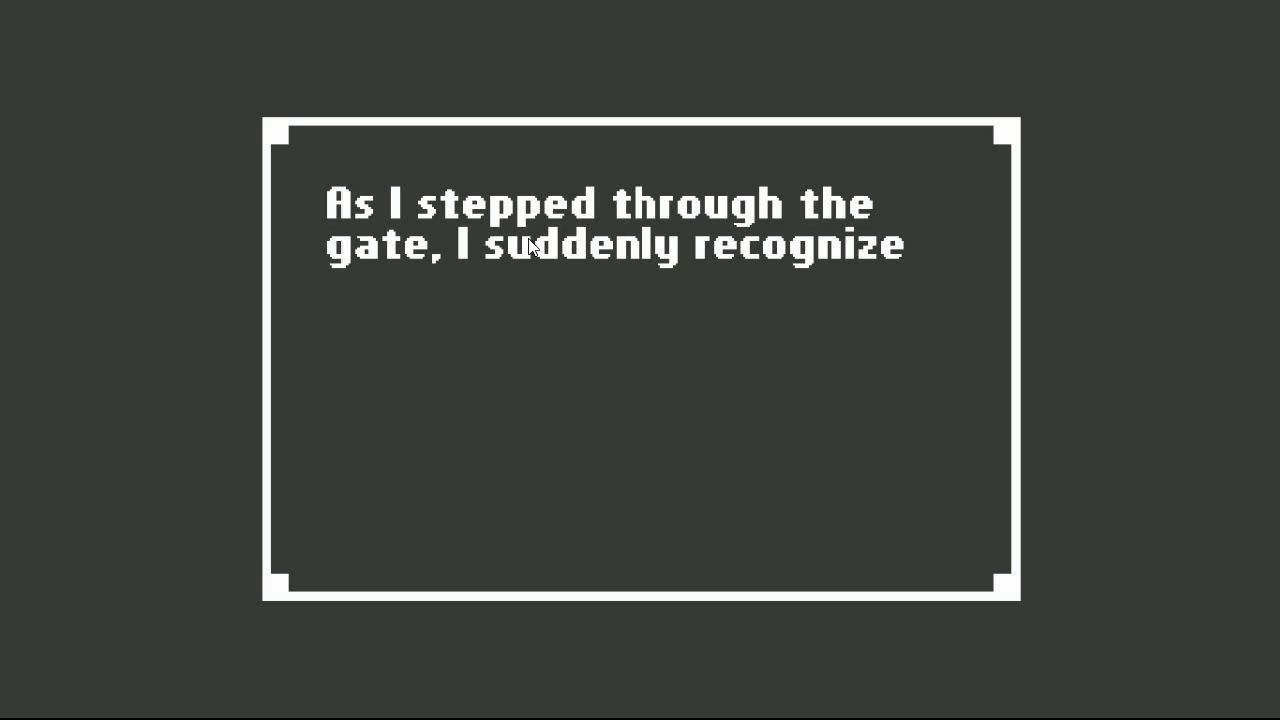 As I stepped through the
gate, I suddenly recognize